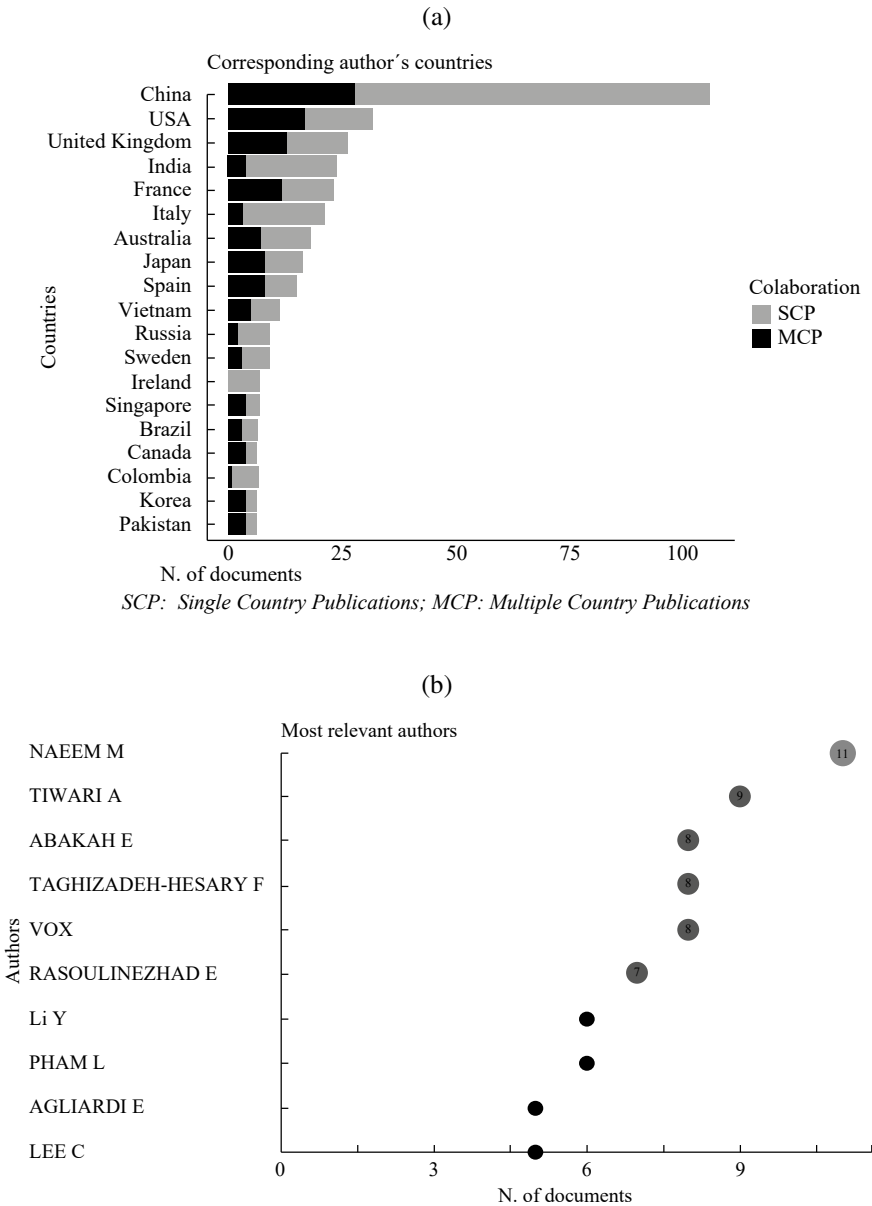 (a)
Corresponding author´s countries
China
USA
United Kingdom
India
France
Italy
Australia
Japan
Spain
Vietnam
Russia
Sweden
Ireland
Singapore
Brazil
Canada
Colombia
Korea
Pakistan
Countries
0 25 50 75 100
N. of documents
Colaboration
SCP
MCP
SCP: Single Country Publications; MCP: Multiple Country Publications
(b)
Most relevant authors
NAEEM M 11
TIWARI A 9
ABAKAH E 8
TAGHIZADEH-HESARY F 8
VOX 8
RASOULINEZHAD E 7
Li Y
PHAM L
AGLIARDI E
LEE C
Authors
0 3 6 9
N. of documents